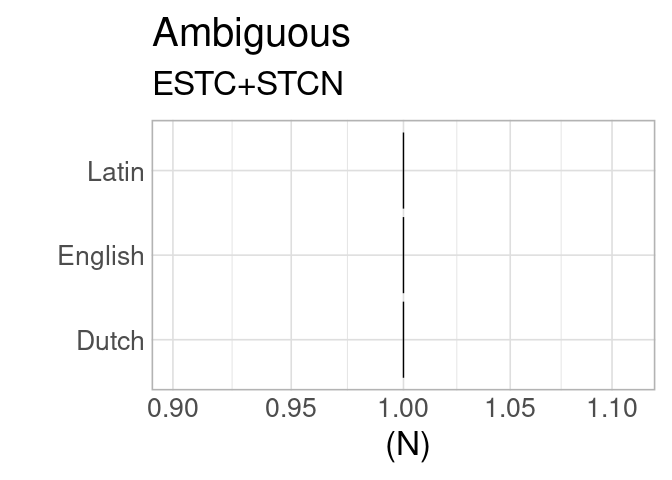 Ambiguous
ESTC+STCN
Latin
English
Dutch
0.90 0.95 1.00 1.05 1.10
(N)